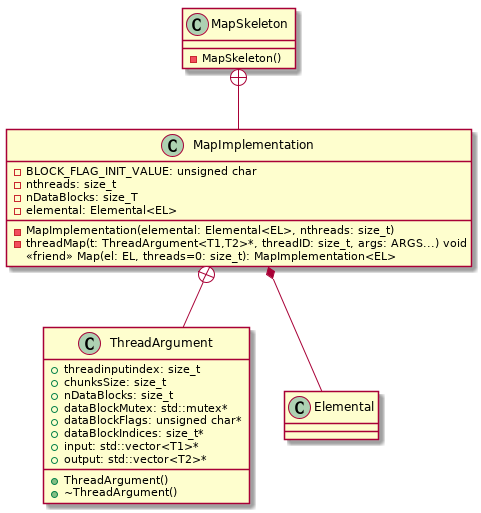 C MapSkeleton
MapSkeleton()
C MapImplementation
BLOCK_FLAG_INIT_VALUE: unsigned char
nthreads: size_t
nDataBlocks: size_T
elemental: Elemental<EL>
MapImplementation(elemental: Elemental<EL>, nthreads: size_t)
threadMap(t: ThreadArgument<T1,T2>*, threadID: size_t, args: ARGS...) void
«friend» Map(el: EL, threads=0: size_t): MapImplementation<EL>
C ThreadArgument
threadinputindex: size_t
chunksSize: size_t
nDataBlocks: size_t
dataBlockMutex: std::mutex*
dataBlockFlags: unsigned char*
dataBlockIndices: size_t*
input: std::vector<T1>*
output: std::vector<T2>*
ThreadArgument()
~ThreadArgument()
C Elemental